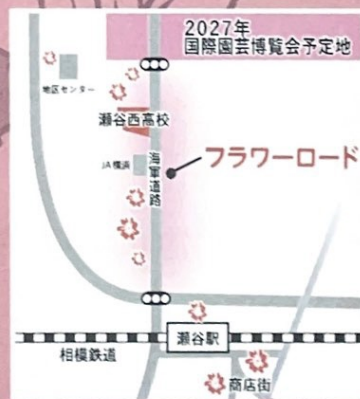 2027年
国際園芸博覧会予定地
地区センター
瀬谷西高校
JA横浜
海軍道路
フラワーロード
瀬谷駅
相模鉄道
商店街